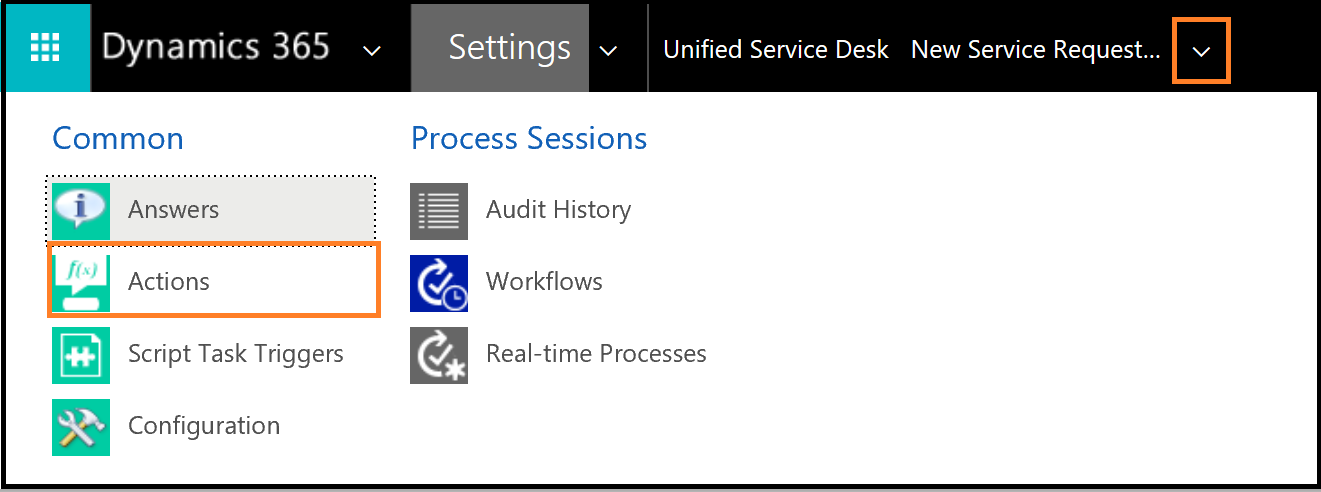 Dynamics 365 Settings Unified Service Desk New Service Request...
Common
Answers
f(x)
Actions
Script Task Triggers
Configuration
Process Sessions
Audit History
Workflows
Real-time Processes